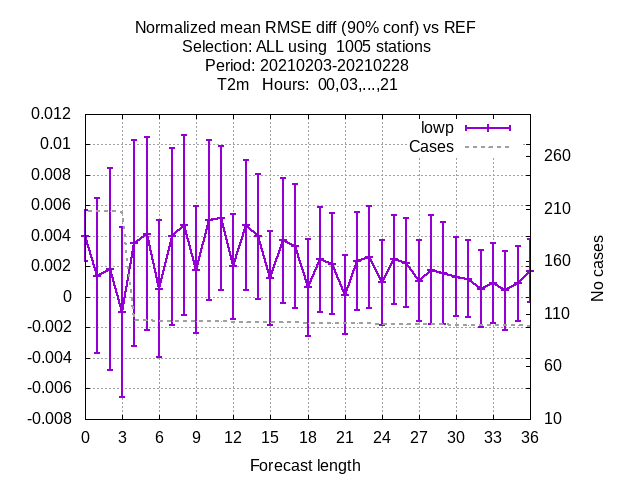 Normalized mean RMSE diff (90% conf) vs REF
Selection: ALL using  1005 stations
Period: 20210203-20210228
T2m   Hours:  00,03,...,21
lowp
Cases
0.012
0.01
0.008
0.006
0.004
0.002
0
-0.002
-0.004
-0.006
-0.008
260
210
160
110
60
10
No cases
0 3 6 9 12 15 18 21 24 27 30 33 36
Forecast length